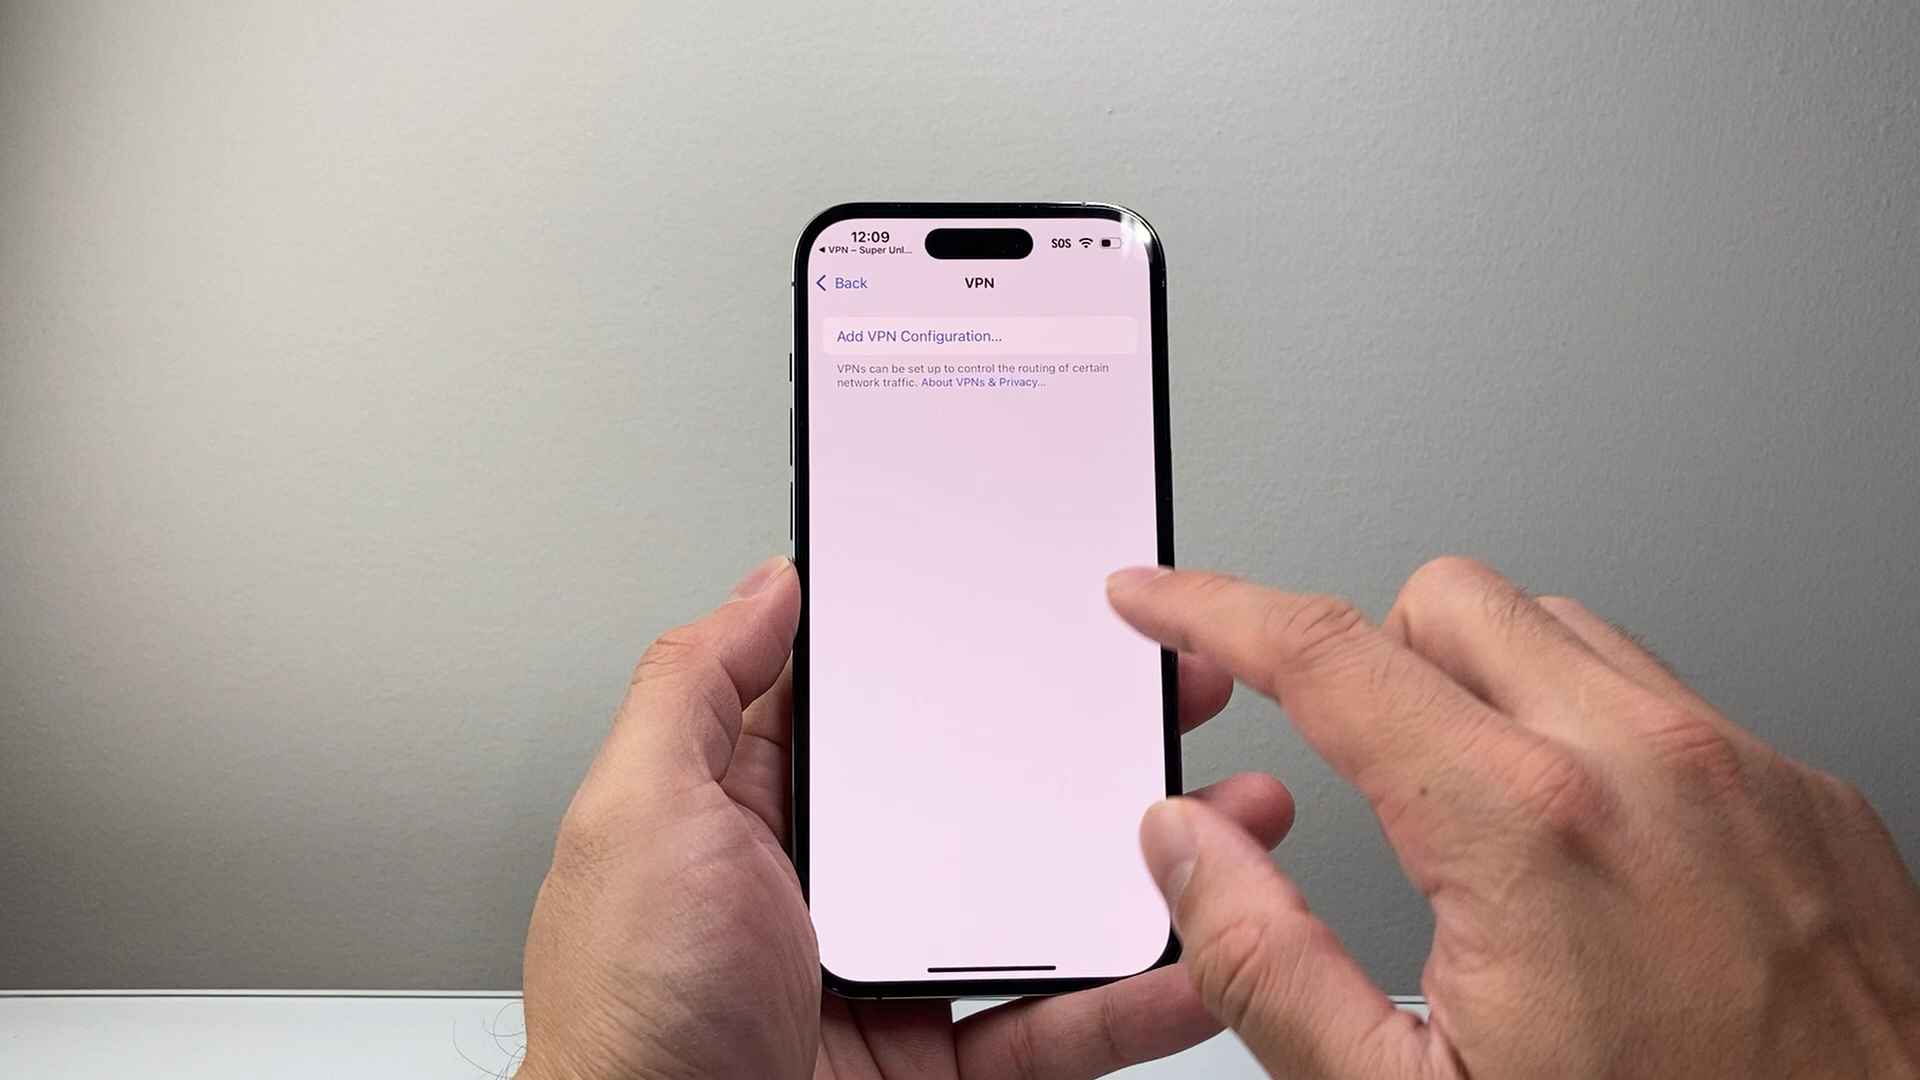 12:09
SOS
◀ VPN – Super Unl...
Back
VPN
Add VPN Configuration...
VPNs can be set up to control the routing of certain
network traffic. About VPNs & Privacy...